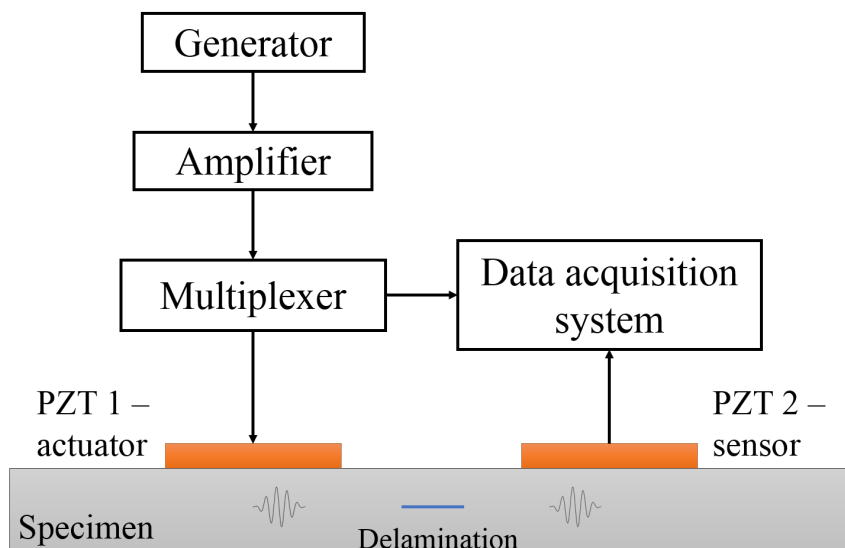 Generator
Amplifier
Multiplexer
Data acquisition
system
PZT 1 –
actuator
PZT 2 –
sensor
Specimen
Delamination